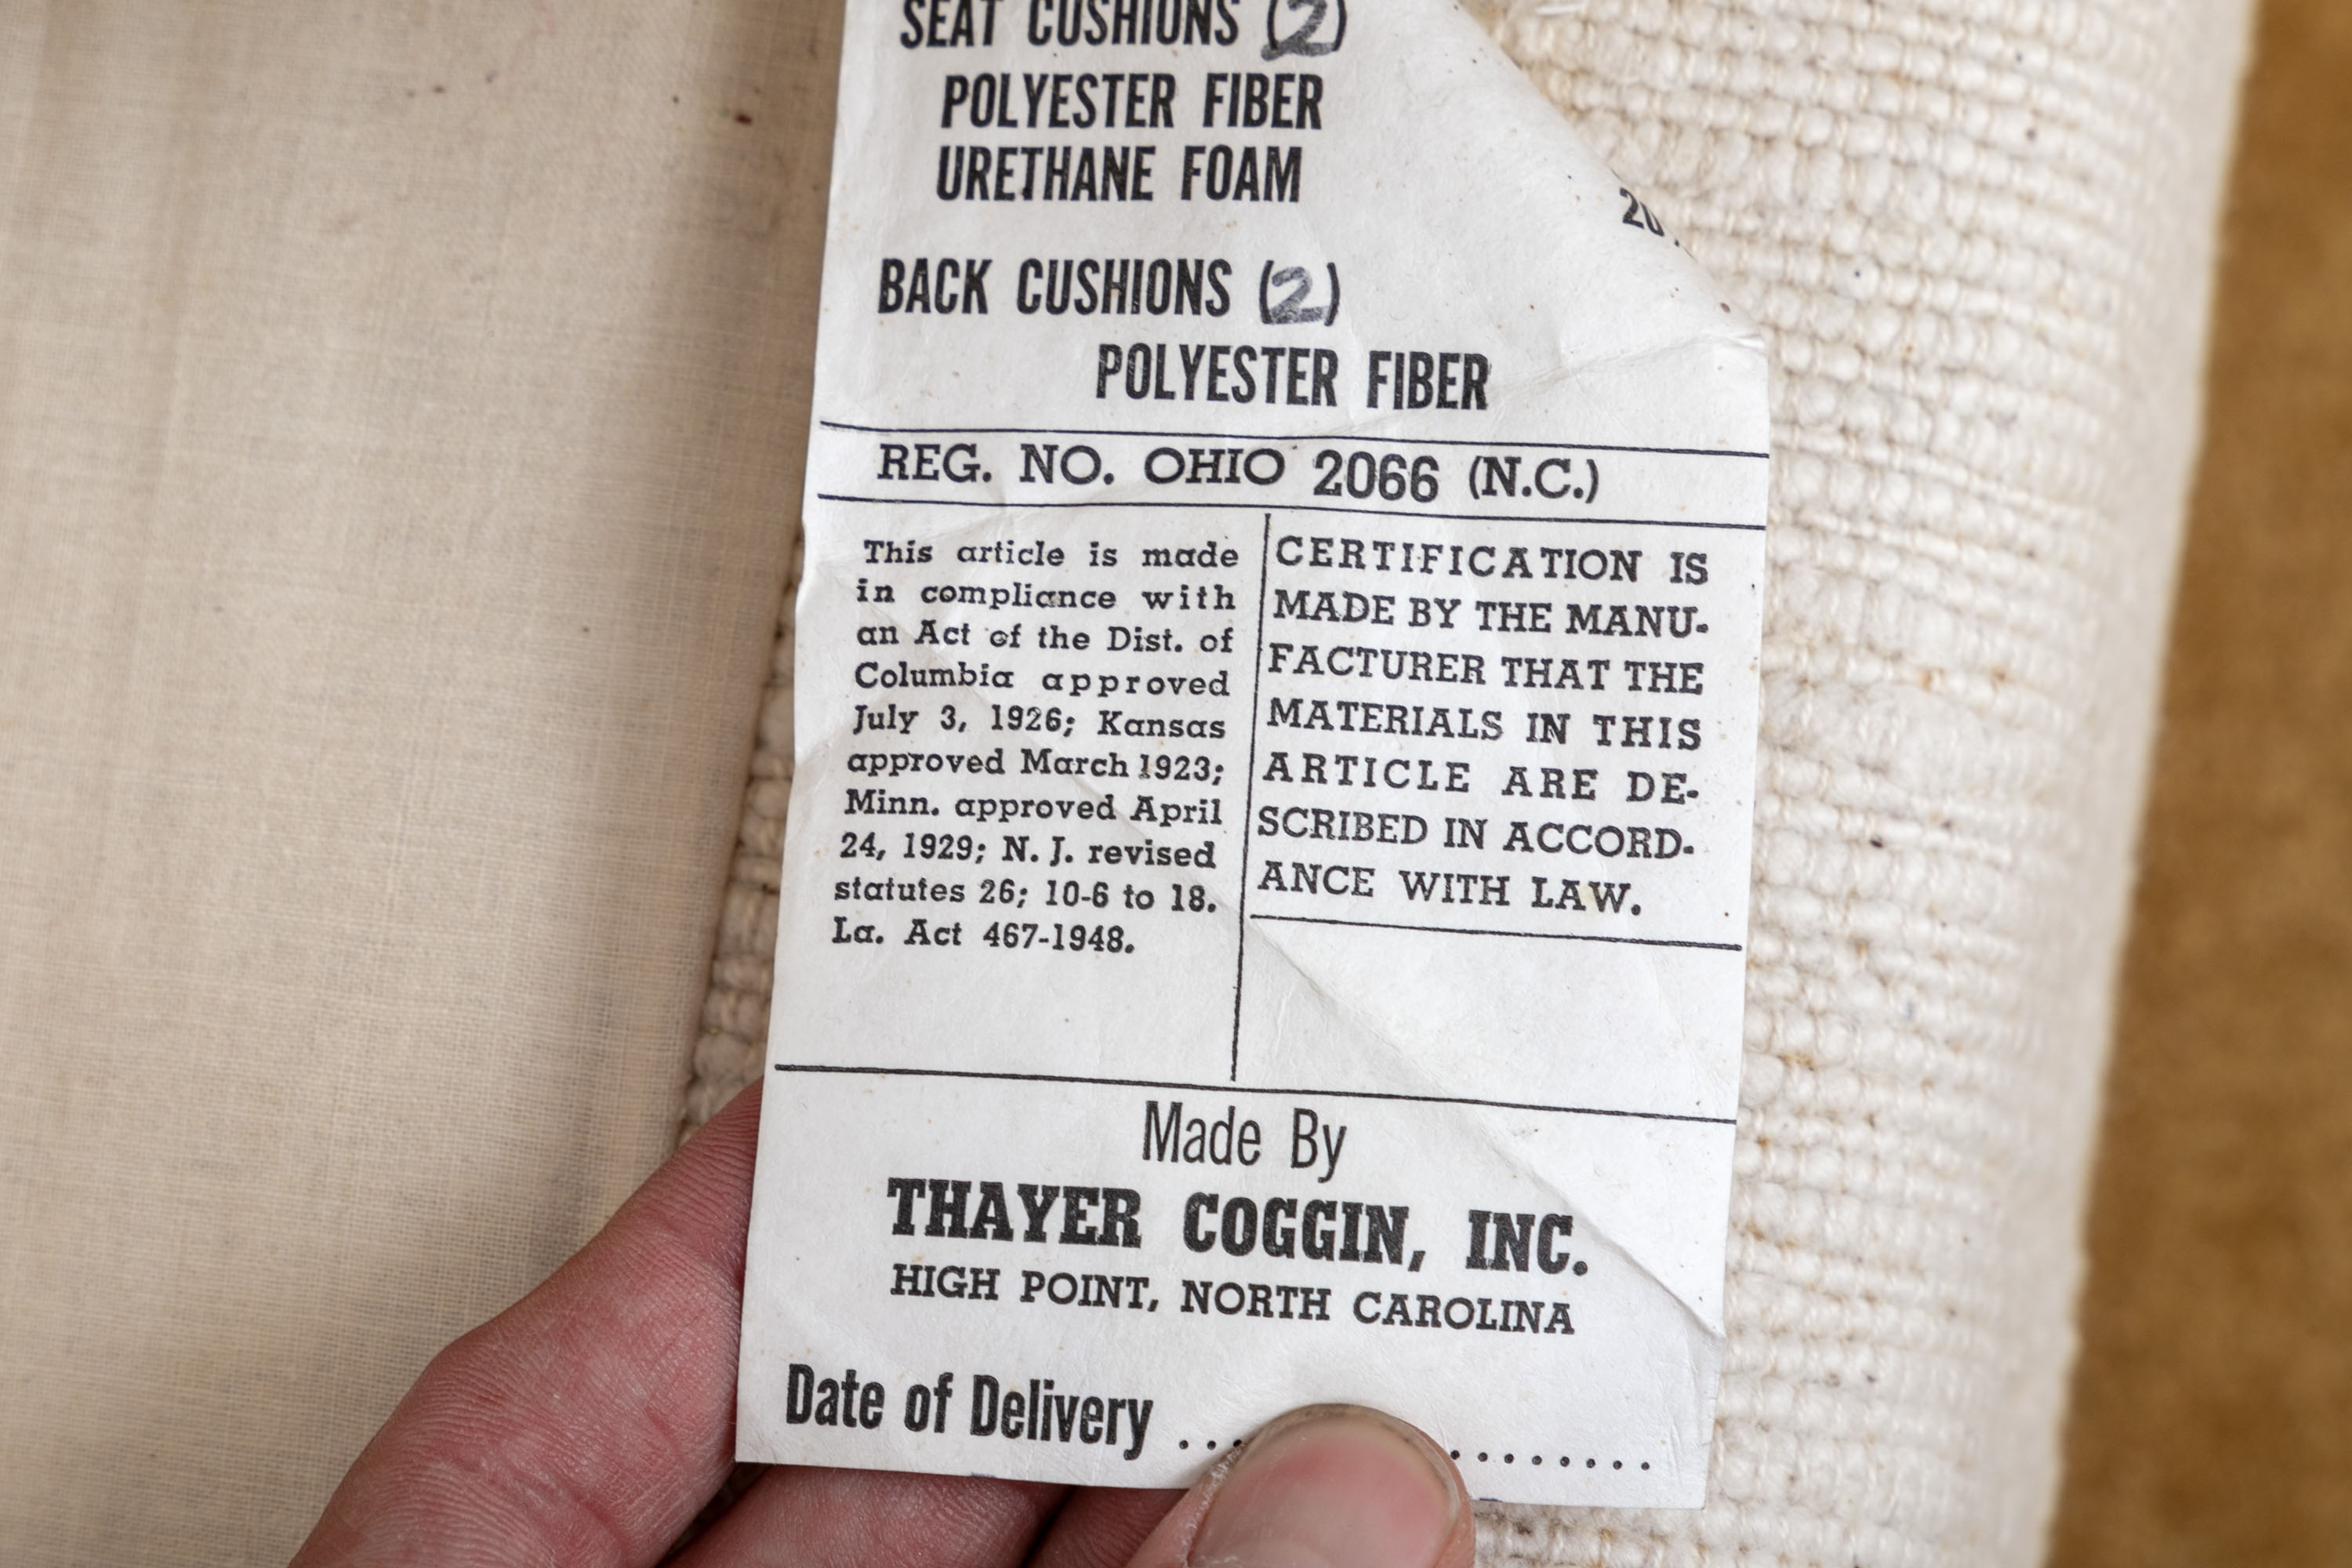 SEAT CUSHIONS (2)
POLYESTER FIBER
URETHANE FOAM
BACK CUSHIONS (2)
POLYESTER FIBER
REG. NO. OHIO 2066 (N.C.)
This article is made
in compliance with
an Act of the Dist. of
Columbia approved
July 3, 1926; Kansas
approved March 1923;
Minn. approved April
24, 1929; N. J. revised
statutes 26; 10-6 to 18.
La. Act 467-1948.
CERTIFICATION IS
MADE BY THE MANU-
FACTURER THAT THE
MATERIALS IN THIS
ARTICLE ARE DE-
SCRIBED IN ACCORD-
ANCE WITH LAW.
Made By
THAYER COGGIN, INC.
HIGH POINT, NORTH CAROLINA
Date of Delivery ..............